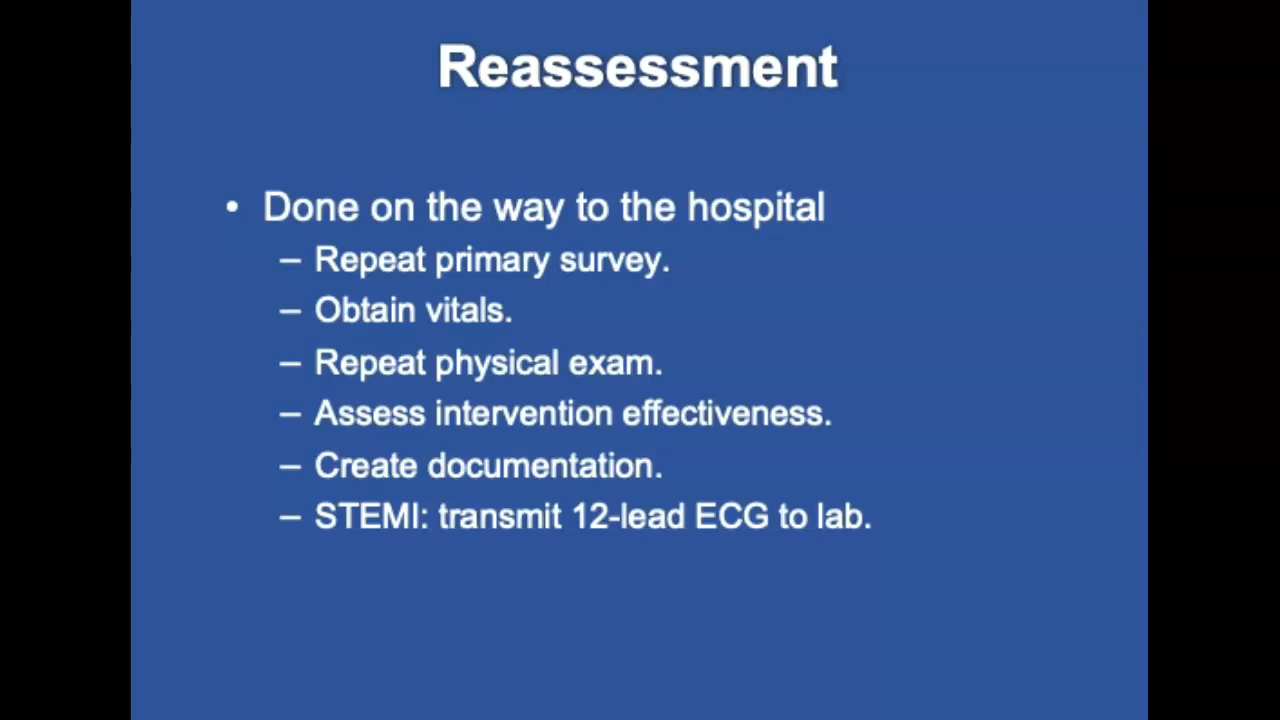 Reassessment
• Done on the way to the hospital
– Repeat primary survey.
– Obtain vitals.
– Repeat physical exam.
– Assess intervention effectiveness.
– Create documentation.
– STEMI: transmit 12-lead ECG to lab.